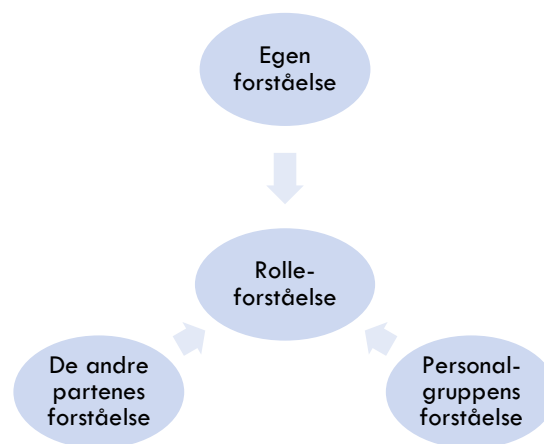 Egen
forståelse
Rolle-
forståelse
De andre
partenes
forståelse
Personal-
gruppens
forståelse